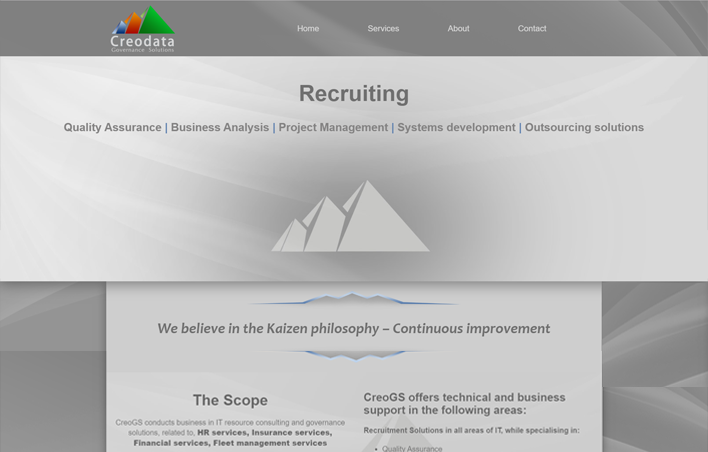 Creodata
Governance Solutions
Home
Services
About
Contact
Recruiting
Quality Assurance | Business Analysis | Project Management | Systems development | Outsourcing solutions
We believe in the Kaizen philosophy – Continuous improvement
The Scope
CreoGS conducts business in IT resource consulting and governance
solutions, related to, HR services, Insurance services,
Financial services, Fleet management services
CreoGS offers technical and business
support in the following areas:
Recruitment Solutions in all areas of IT, while specialising in:
• Quality Assurance